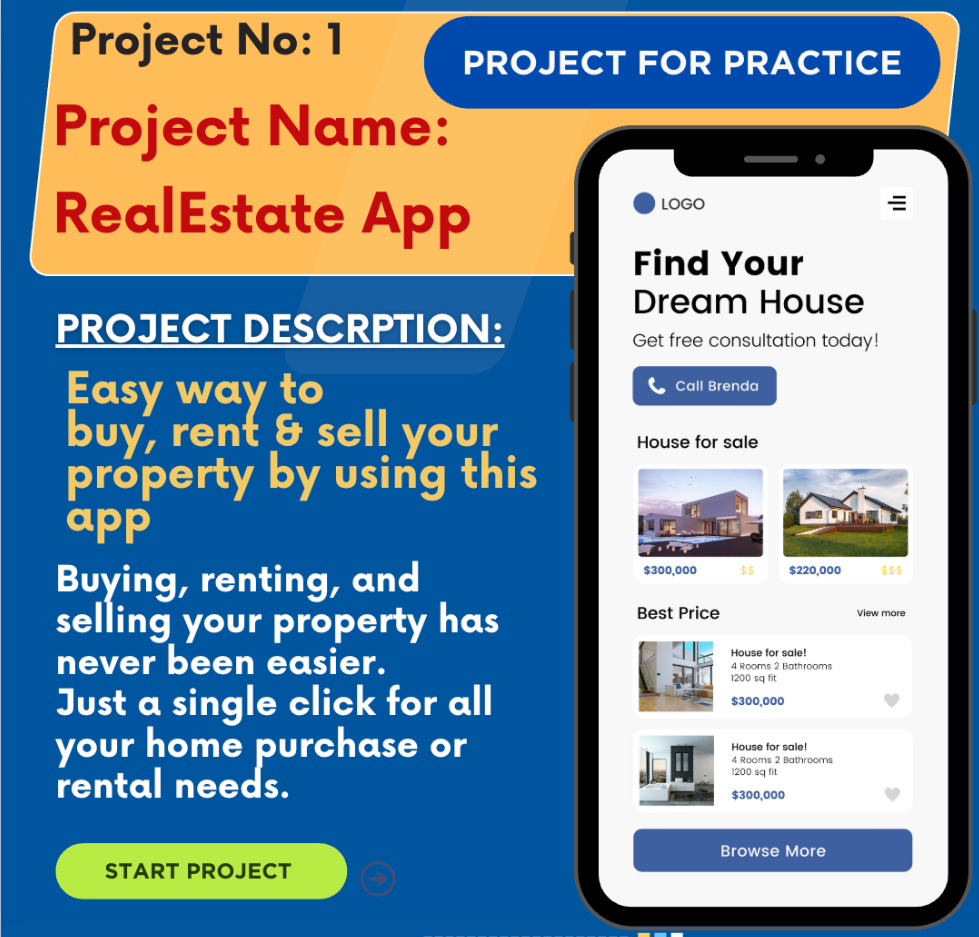 Project No: 1
PROJECT FOR PRACTICE
Project Name:
RealEstate App
PROJECT DESCRPTION:
Easy way to
buy, rent & sell your
property by using this
app
Buying, renting, and
selling your property has
never been easier.
Just a single click for all
your home purchase or
rental needs.
START PROJECT
LOGO
Find Your
Dream House
Get free consultation today!
Call Brenda
House for sale
$300,000 $$
$220,000 $$$
Best Price View more
House for sale!
4 Rooms 2 Bathrooms
1200 sq fit
$300,000
House for sale!
4 Rooms 2 Bathrooms
1200 sq fit
$300,000
Browse More